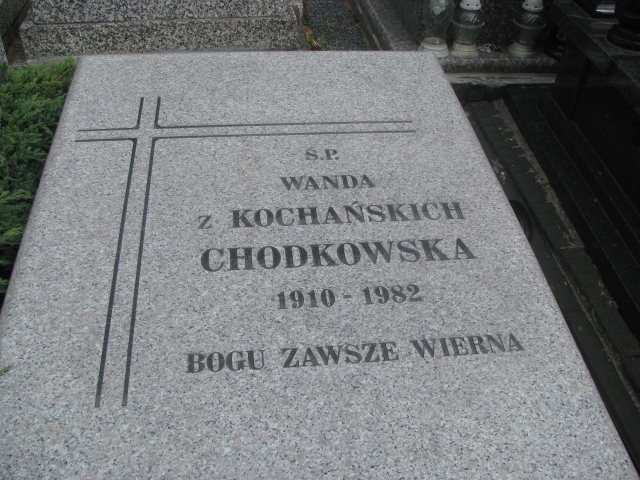 Ś.P.
WANDA
Z KOCHAŃSKICH
CHODKOWSKA
1910 - 1982
BOGU ZAWSZE WIERNA